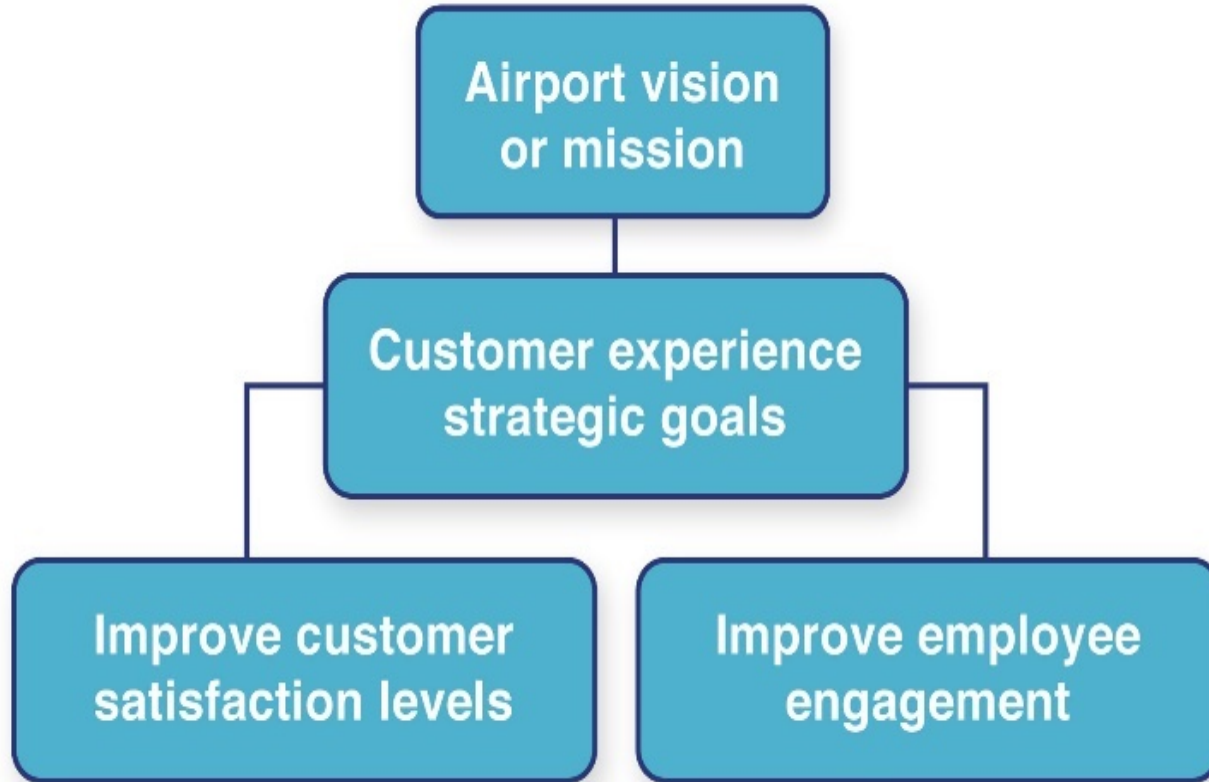 Airport vision
or mission
Customer experience
strategic goals
Improve customer
satisfaction levels
Improve employee
engagement